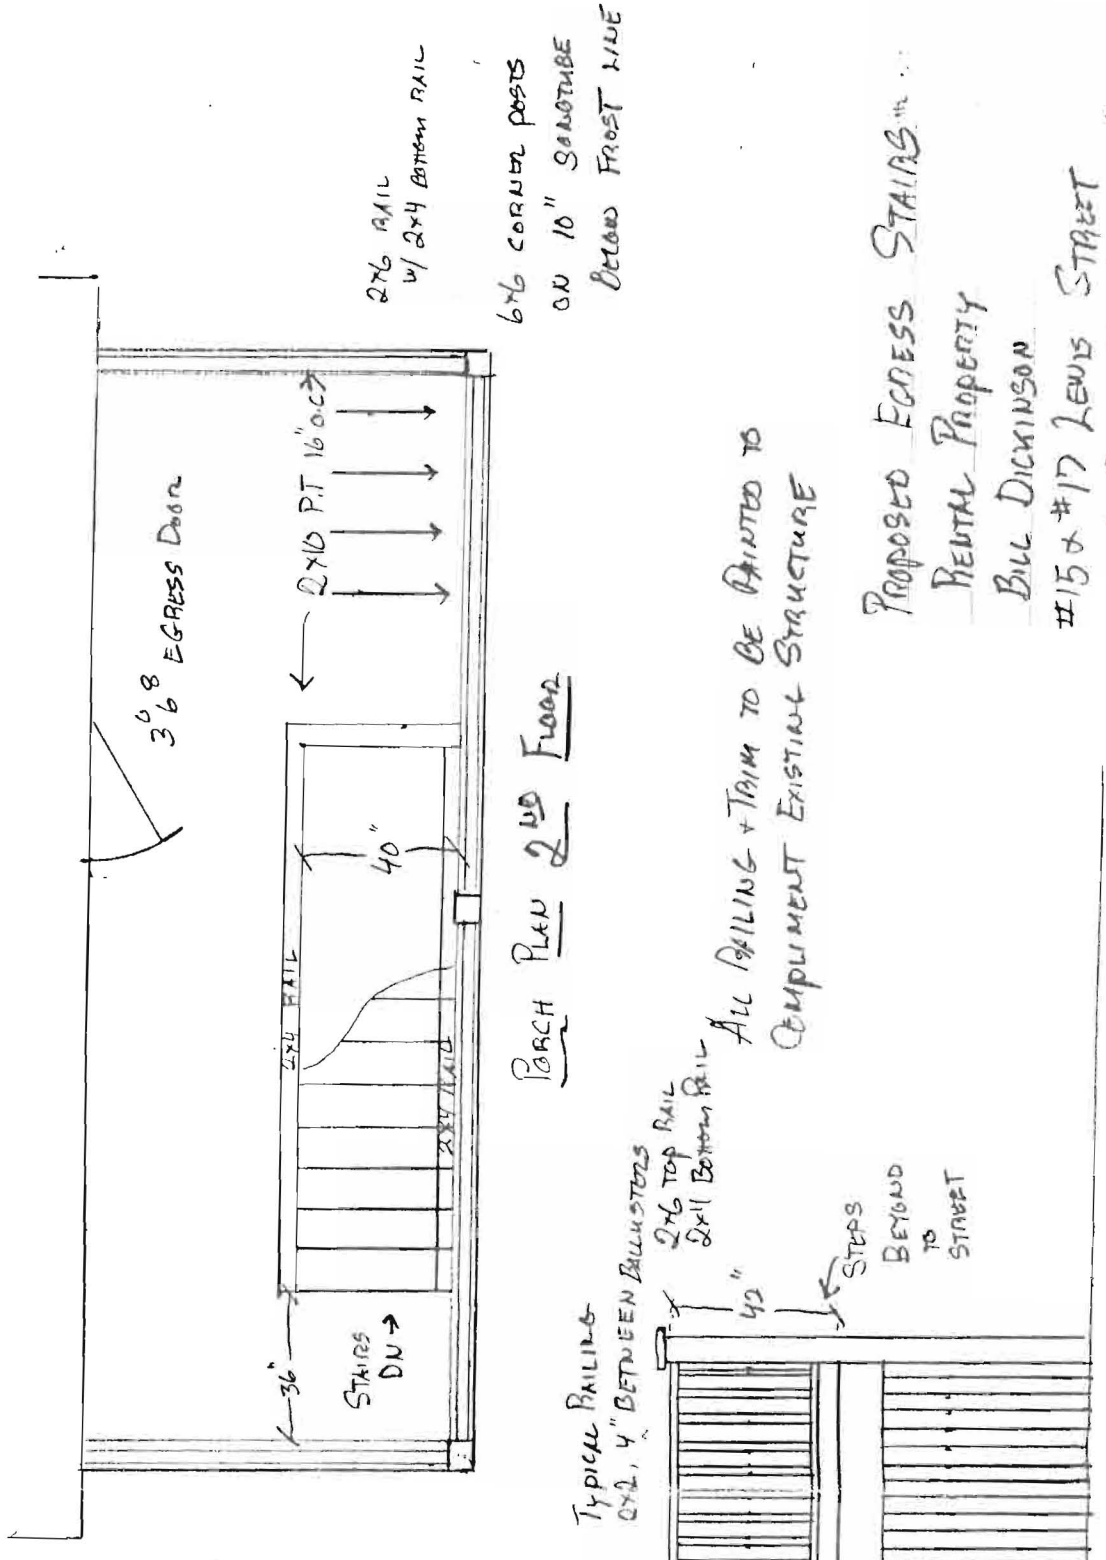 3⁰ 6⁸ EGRESS DOOR
2x6 RAIL
W/ 2x4 BOTTOM RAIL
2x10 P.T 16" O.C
6x6 CORNER POSTS
ON 10" SONOTUBE
BELOW FROST LINE
2x4 RAIL
40"
2x4 RAIL
36"
STAIRS
DN →
PORCH PLAN 2ND FLOOR
TYPICAL RAILING
2x2, 4" BETWEEN BALLUSTERS
2x6 TOP RAIL
2x4 BOTTOM RAIL
42"
STEPS
BEYOND
TO
STREET
ALL RAILING + TRIM TO BE PAINTED TO
COMPLIMENT EXISTING STRUCTURE
PROPOSED EGRESS STAIRS
RENTAL PROPERTY
BILL DICKINSON
#15 & #17 LEWIS STREET